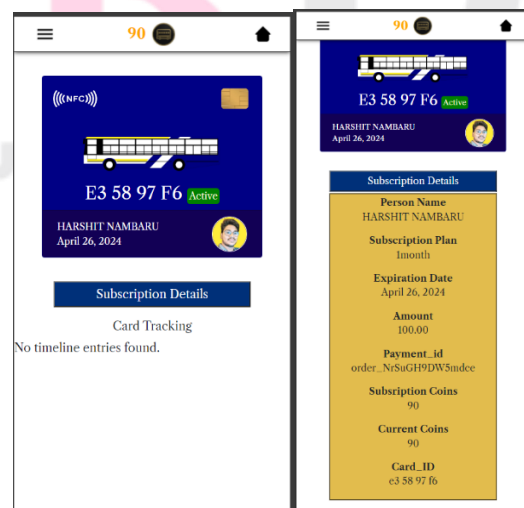 90
(((NFC)))
E3 58 97 F6 Active
HARSHIT NAMBARU
April 26, 2024
Subscription Details
Card Tracking
No timeline entries found.
90
E3 58 97 F6 Active
HARSHIT NAMBARU
April 26, 2024
Subscription Details
Person Name
HARSHIT NAMBARU
Subscription Plan
1month
Expiration Date
April 26, 2024
Amount
100.00
Payment_id
order_NrSuGH9DW5mdce
Subsription Coins
90
Current Coins
90
Card_ID
e3 58 97 f6